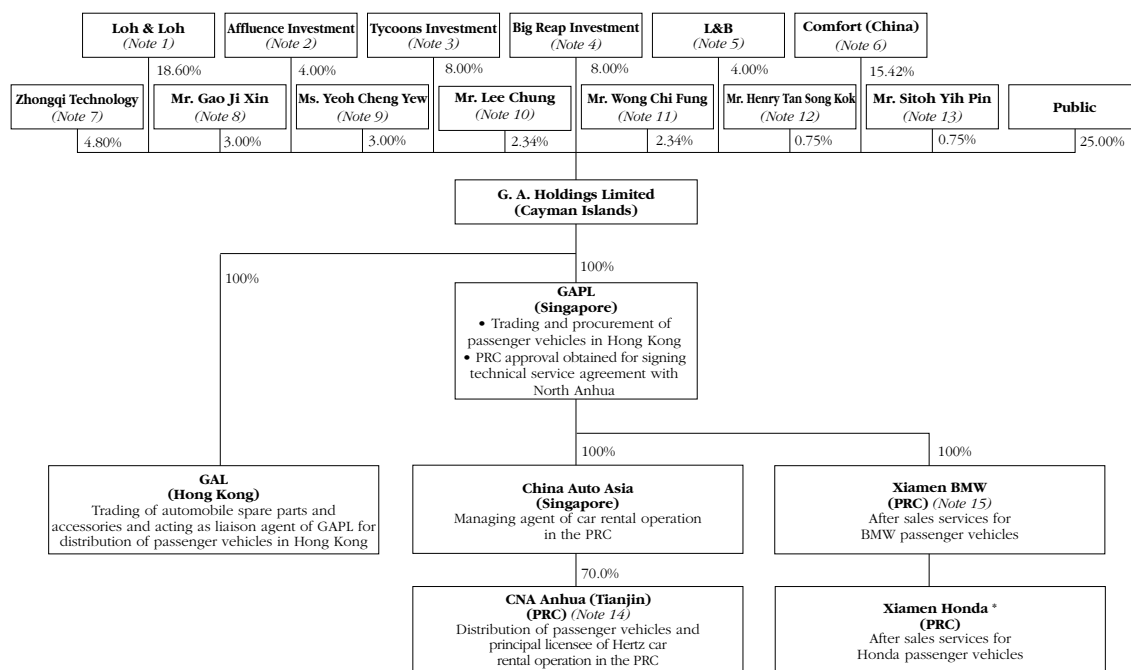 Loh & Loh
(Note 1)
Affluence Investment
(Note 2)
Tycoons Investment
(Note 3)
Big Reap Investment
(Note 4)
L&B
(Note 5)
Comfort (China)
(Note 6)
18.60%
4.00%
8.00%
8.00%
4.00%
15.42%
Zhongqi Technology
(Note 7)
Mr. Gao Ji Xin
(Note 8)
Ms. Yeoh Cheng Yew
(Note 9)
Mr. Lee Chung
(Note 10)
Mr. Wong Chi Fung
(Note 11)
Mr. Henry Tan Song Kok
(Note 12)
Mr. Sitoh Yih Pin
(Note 13)
Public
4.80%
3.00%
3.00%
2.34%
2.34%
0.75%
0.75%
25.00%
G. A. Holdings Limited
(Cayman Islands)
100%
100%
GAPL
(Singapore)
• Trading and procurement of
passenger vehicles in Hong Kong
• PRC approval obtained for signing
technical service agreement with
North Anhua
100%
100%
GAL
(Hong Kong)
Trading of automobile spare parts and
accessories and acting as liaison agent of GAPL for
distribution of passenger vehicles in Hong Kong
China Auto Asia
(Singapore)
Managing agent of car rental operation
in the PRC
Xiamen BMW
(PRC) (Note 15)
After sales services for
BMW passenger vehicles
70.0%
CNA Anhua (Tianjin)
(PRC) (Note 14)
Distribution of passenger vehicles and
principal licensee of Hertz car
rental operation in the PRC
Xiamen Honda *
(PRC)
After sales services for
Honda passenger vehicles